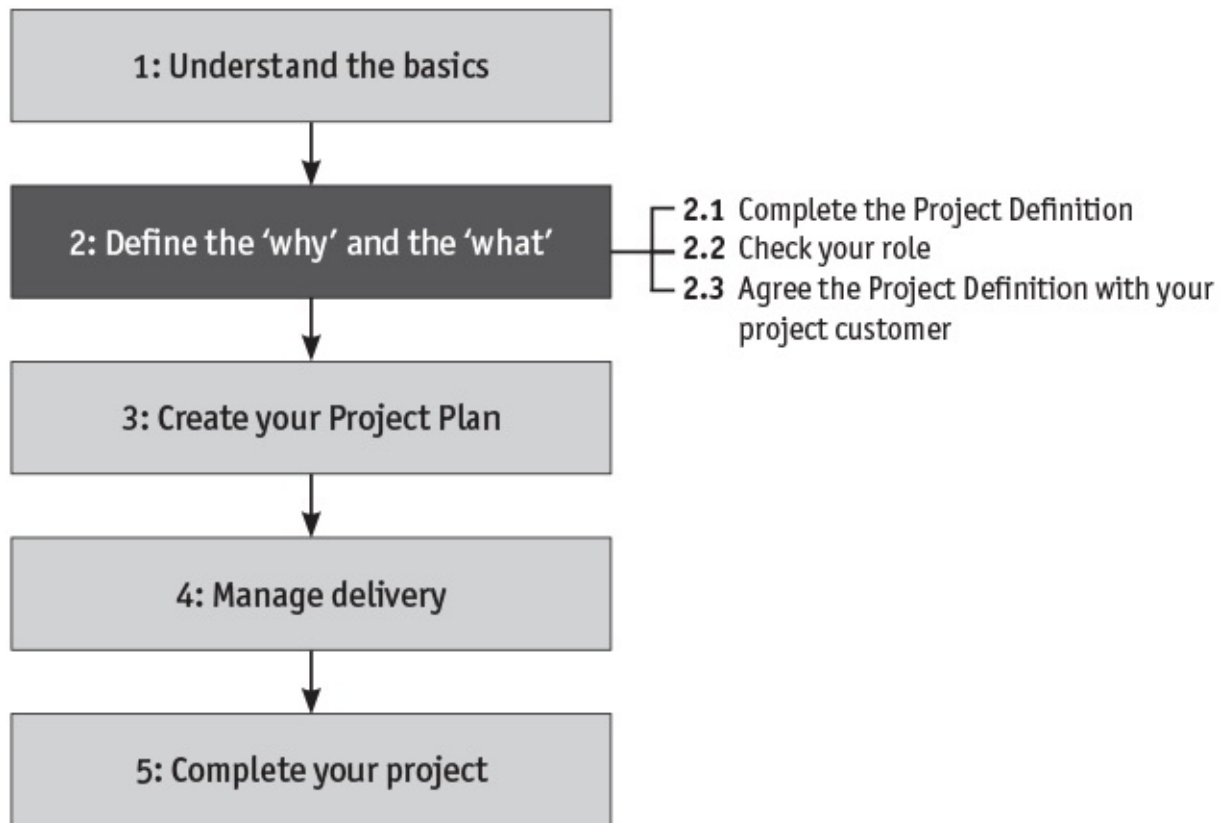 1: Understand the basics
2: Define the ‘why’ and the ‘what’
2.1 Complete the Project Definition
2.2 Check your role
2.3 Agree the Project Definition with your
project customer
3: Create your Project Plan
4: Manage delivery
5: Complete your project